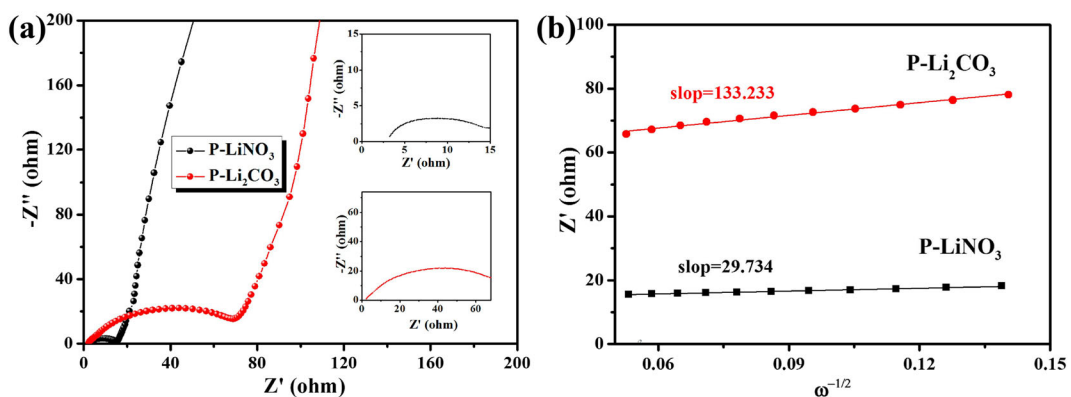 (a)
200
160
120
80
40
0
-Z'' (ohm)
0
40
80
120
160
200
Z' (ohm)
P-LiNO₃
P-Li₂CO₃
15
10
5
0
-Z'' (ohm)
0
5
10
15
Z' (ohm)
60
40
20
0
-Z'' (ohm)
0
20
40
60
Z' (ohm)
(b)
100
80
60
40
20
0
Z' (ohm)
P-Li₂CO₃
slop=133.233
P-LiNO₃
slop=29.734
0.06
0.09
0.12
0.15
ω⁻¹/²